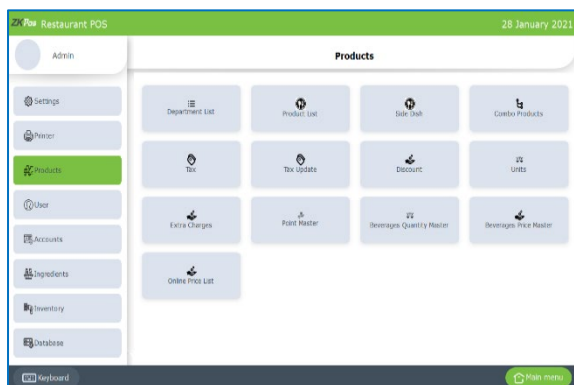 ZKPos Restaurant POS
28 January 2021
Admin
Products
Settings
Department List
Product List
Side Dish
Combo Products
Printer
Products
Tax
Tax Update
Discount
Units
User
Extra Charges
Point Master
Beverages Quantity Master
Beverages Price Master
Accounts
Ingredients
Online Price List
Inventory
Database
Keyboard
Main menu